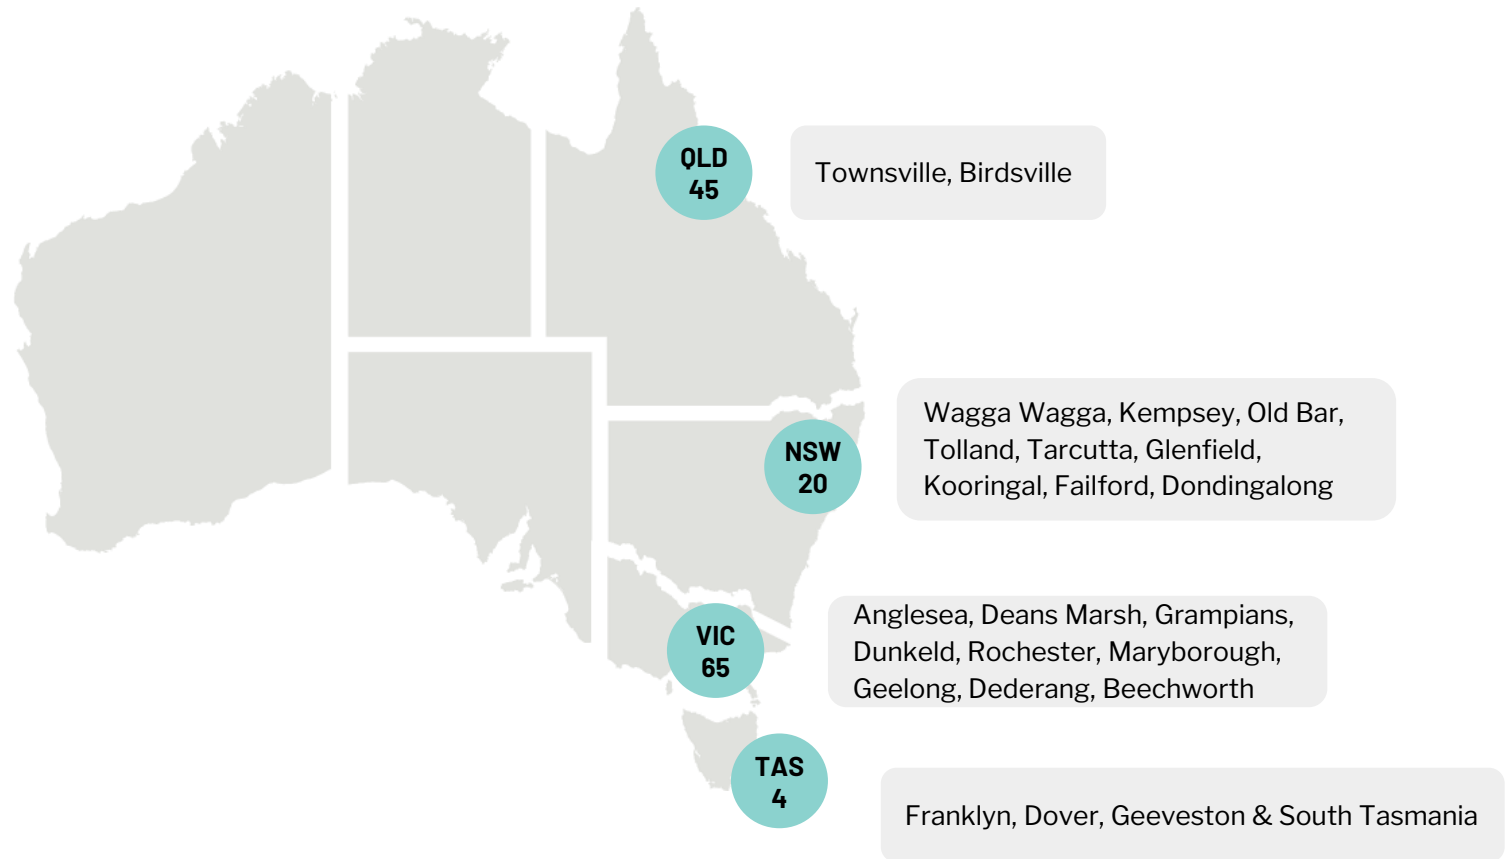 QLD
45
Townsville, Birdsville
NSW
20
Wagga Wagga, Kempsey, Old Bar,
Tolland, Tarcutta, Glenfield,
Kooringal, Failford, Dondingalong
VIC
65
Anglesea, Deans Marsh, Grampians,
Dunkeld, Rochester, Maryborough,
Geelong, Dederang, Beechworth
TAS
4
Franklyn, Dover, Geeveston & South Tasmania